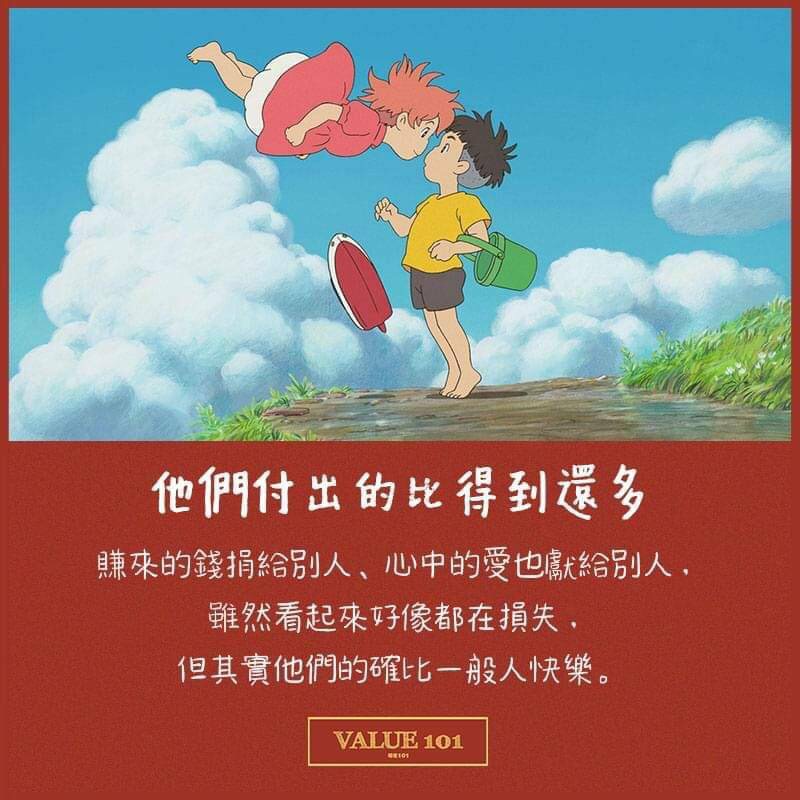 他們付出的比得到還多
賺來的錢捐給別人、心中的愛也獻給別人，
雖然看起來好像都在損失，
但其實他們的確比一般人快樂。
VALUE 101